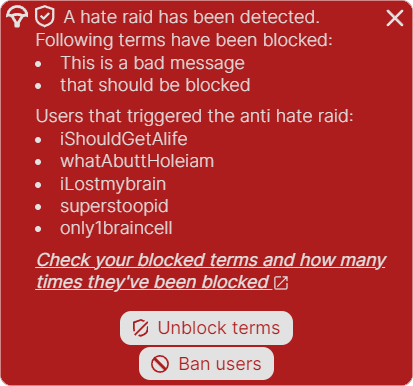 A hate raid has been detected.
Following terms have been blocked:
• This is a bad message
• that should be blocked
Users that triggered the anti hate raid:
• iShouldGetAlife
• whatAbuttHoleiam
• iLostmybrain
• superstoopid
• only1braincell
Check your blocked terms and how many
times they've been blocked
Unblock terms
Ban users